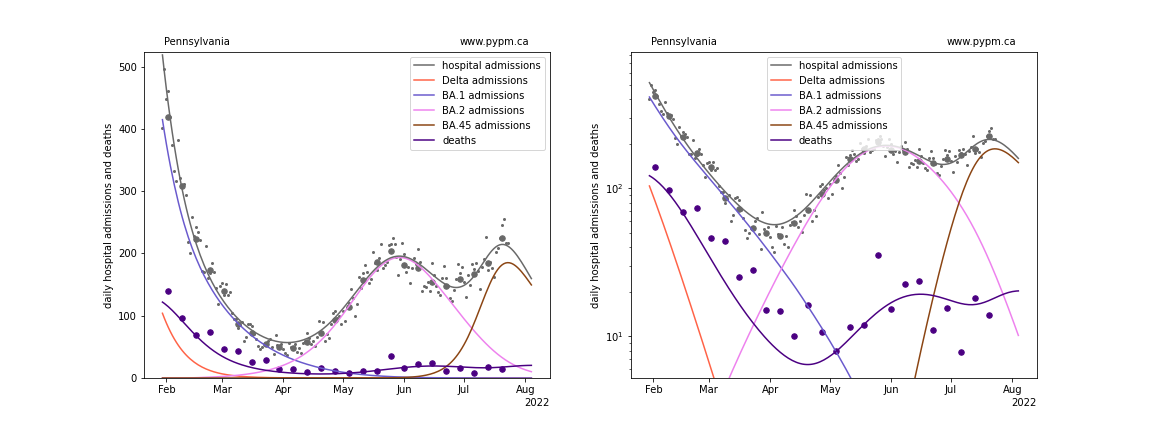 Pennsylvania www.pypm.ca
daily hospital admissions and deaths
500
400
300
200
100
0
hospital admissions
Delta admissions
BA.1 admissions
BA.2 admissions
BA.45 admissions
deaths
Feb Mar Apr May Jun Jul Aug
2022
Pennsylvania www.pypm.ca
daily hospital admissions and deaths
10²
10¹
hospital admissions
Delta admissions
BA.1 admissions
BA.2 admissions
BA.45 admissions
deaths
Feb Mar Apr May Jun Jul Aug
2022